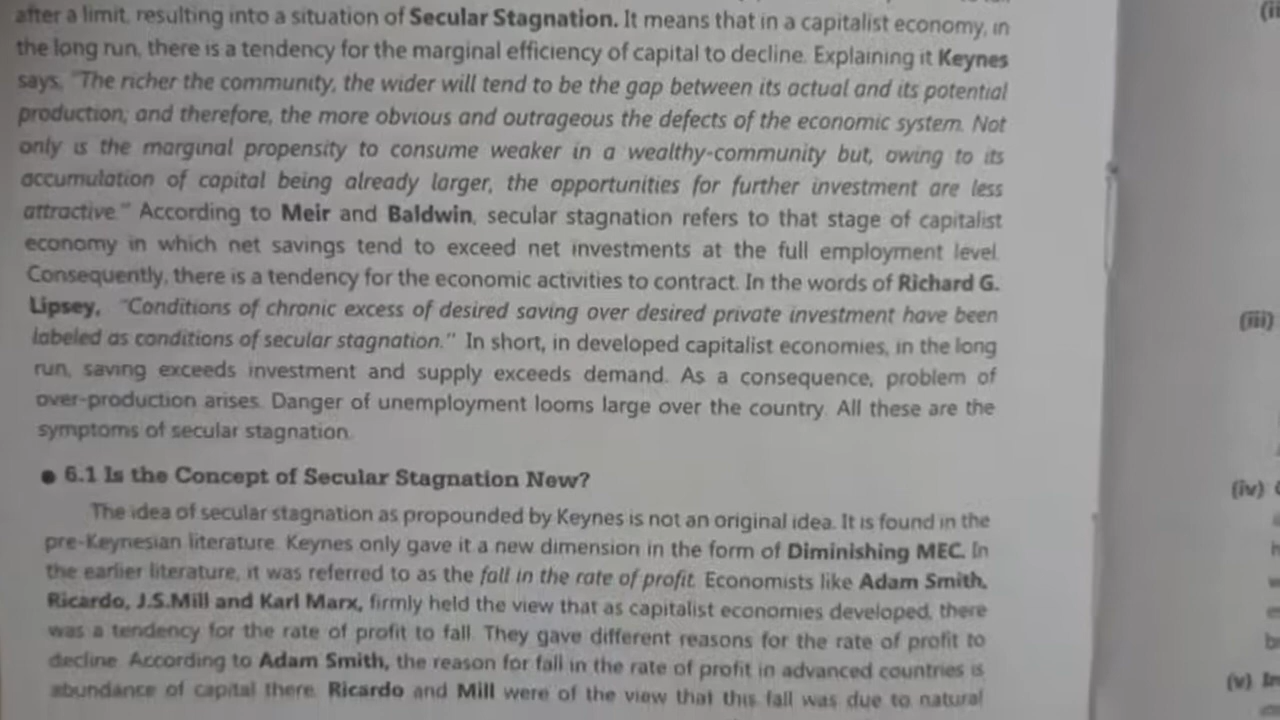 after a limit, resulting into a situation of Secular Stagnation. It means that in a capitalist economy, in
the long run, there is a tendency for the marginal efficiency of capital to decline. Explaining it Keynes
says, "The richer the community, the wider will tend to be the gap between its actual and its potential
production; and therefore, the more obvious and outrageous the defects of the economic system. Not
only is the marginal propensity to consume weaker in a wealthy-community but, owing to its
accumulation of capital being already larger, the opportunities for further investment are less
attractive." According to Meir and Baldwin, secular stagnation refers to that stage of capitalist
economy in which net savings tend to exceed net investments at the full employment level.
Consequently, there is a tendency for the economic activities to contract. In the words of Richard G.
Lipsey, "Conditions of chronic excess of desired saving over desired private investment have been
labeled as conditions of secular stagnation." In short, in developed capitalist economies, in the long
run, saving exceeds investment and supply exceeds demand. As a consequence, problem of
over-production arises. Danger of unemployment looms large over the country. All these are the
symptoms of secular stagnation.
● 6.1 Is the Concept of Secular Stagnation New?
The idea of secular stagnation as propounded by Keynes is not an original idea. It is found in the
pre-Keynesian literature. Keynes only gave it a new dimension in the form of Diminishing MEC. In
the earlier literature, it was referred to as the fall in the rate of profit. Economists like Adam Smith,
Ricardo, J.S.Mill and Karl Marx, firmly held the view that as capitalist economies developed, there
was a tendency for the rate of profit to fall. They gave different reasons for the rate of profit to
decline. According to Adam Smith, the reason for fall in the rate of profit in advanced countries is
abundance of capital there. Ricardo and Mill were of the view that this fall was due to natural
(iii)
(iv)
(v)